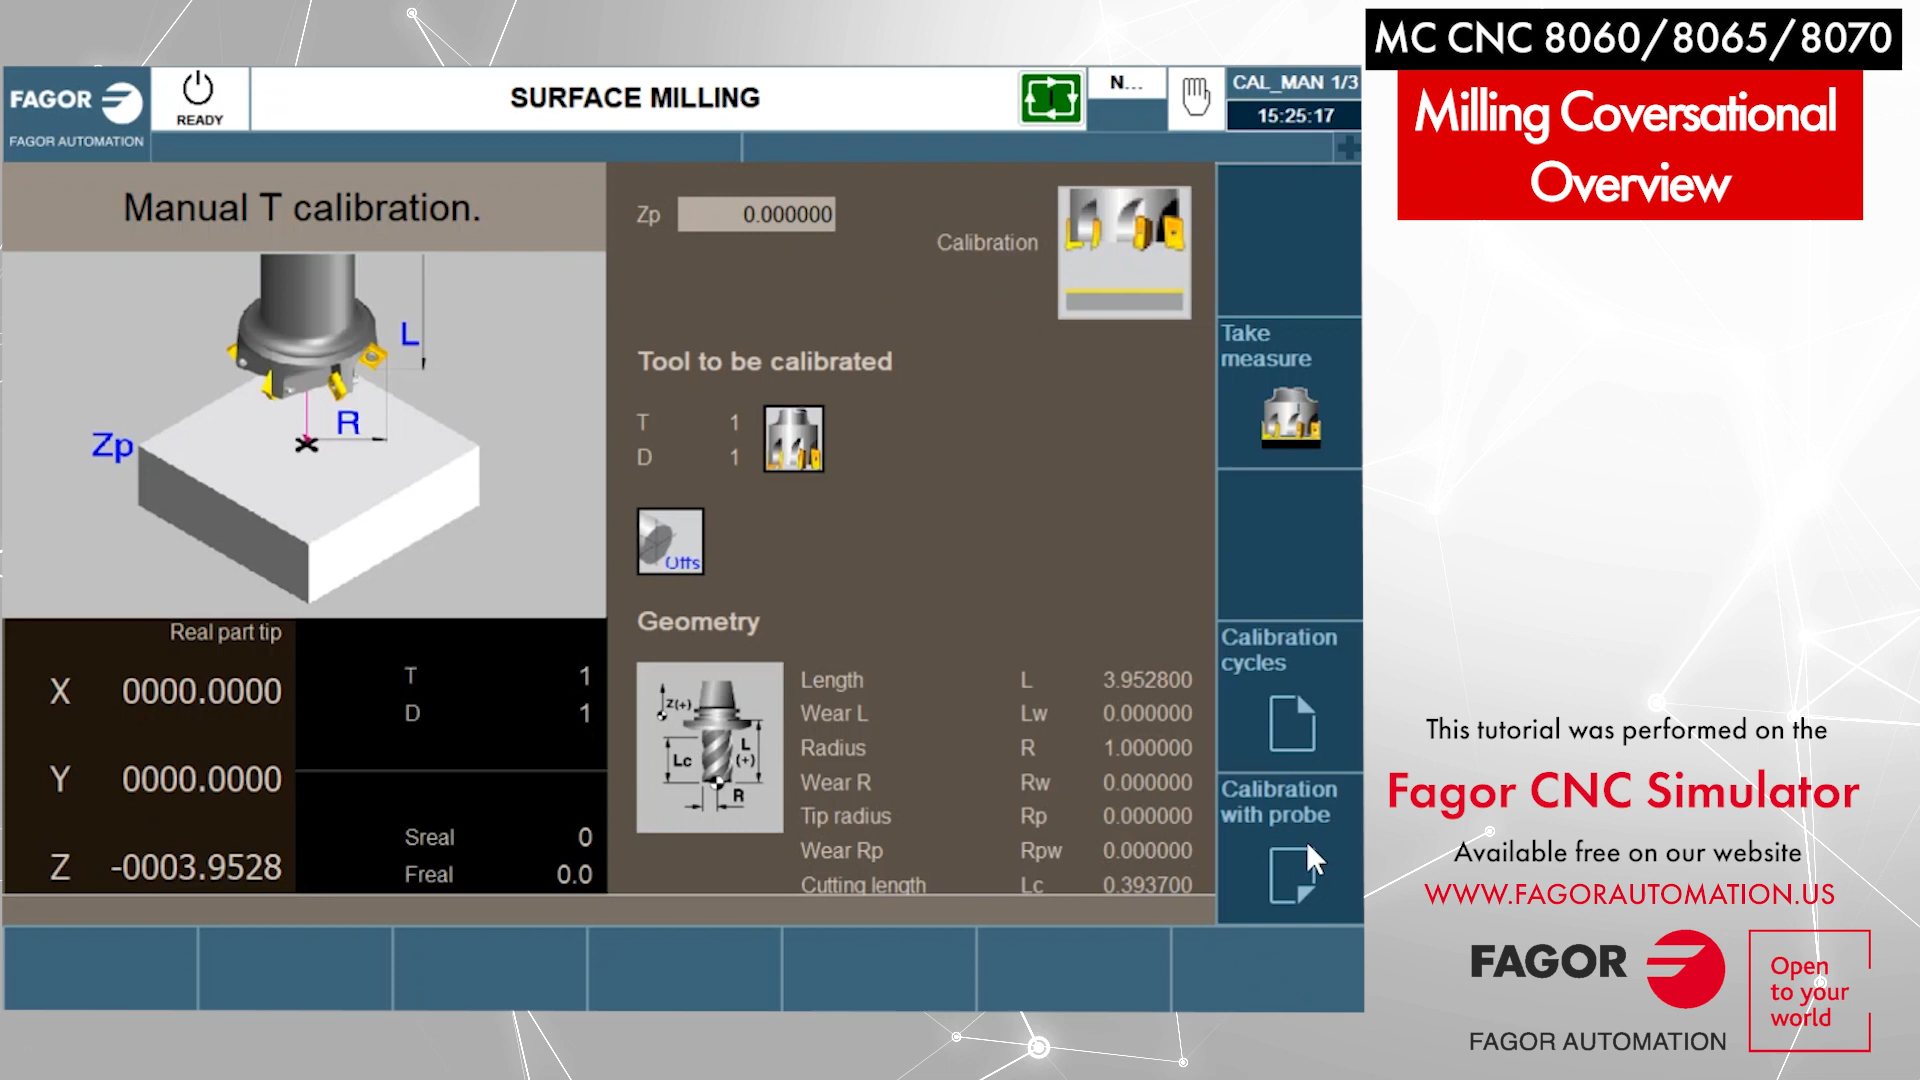 MC CNC 8060/8065/8070
Milling Coversational
Overview
FAGOR
FAGOR AUTOMATION
READY
SURFACE MILLING
N...
CAL_MAN 1/3
15:25:17
Manual T calibration.
L
R
Zp
Zp 0.000000
Calibration
Tool to be calibrated
T 1
D 1
Offs
Geometry
Z(+)
Lc
L
(+)
R
Length L 3.952800
Wear L Lw 0.000000
Radius R 1.000000
Wear R Rw 0.000000
Tip radius Rp 0.000000
Wear Rp Rpw 0.000000
Cutting length Lc 0.393700
Real part tip
X 0000.0000
Y 0000.0000
Z -0003.9528
T 1
D 1
Sreal 0
Freal 0.0
Take
measure
Calibration
cycles
Calibration
with probe
This tutorial was performed on the
Fagor CNC Simulator
Available free on our website
WWW.FAGORAUTOMATION.US
FAGOR
FAGOR AUTOMATION
Open
to your
world